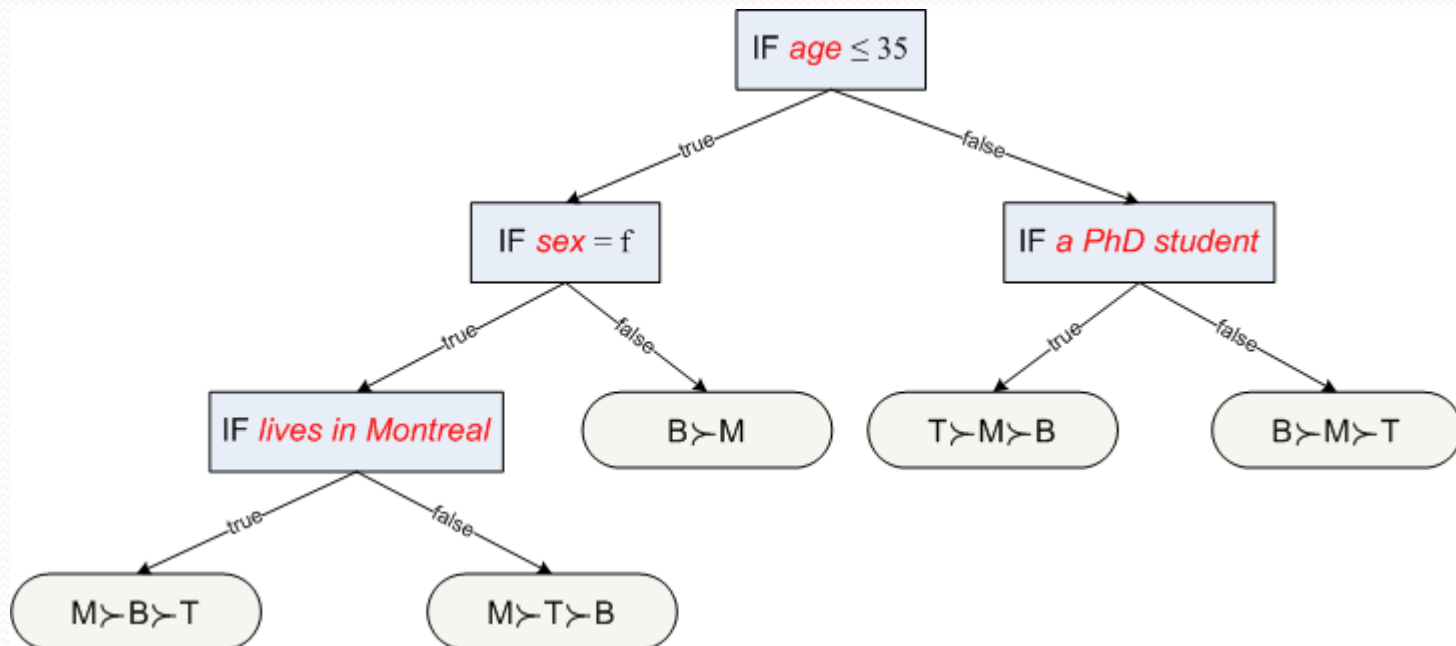 IF age ≤ 35
true
false
IF sex = f
IF a PhD student
true
false
true
false
IF lives in Montreal
B≻M
T≻M≻B
B≻M≻T
true
false
M≻B≻T
M≻T≻B